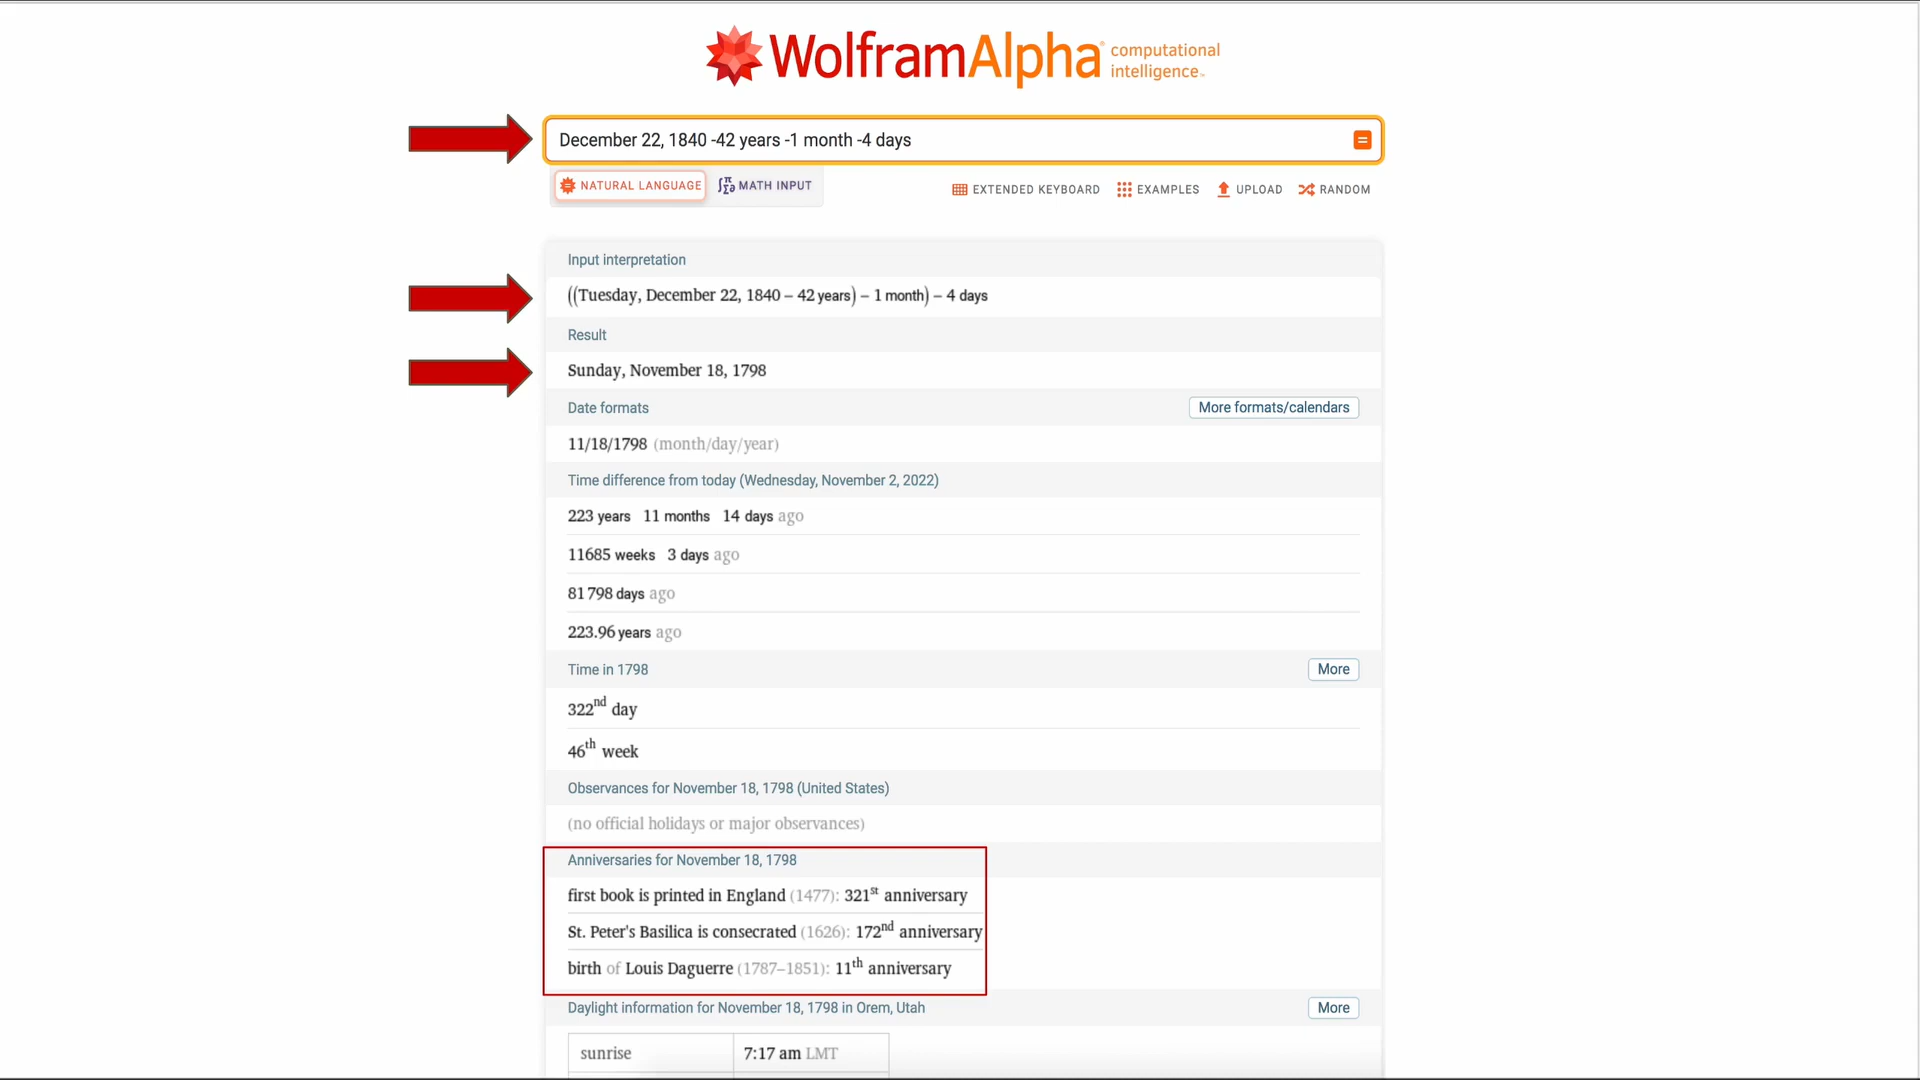 WolframAlpha computational intelligence™
December 22, 1840 -42 years -1 month -4 days
NATURAL LANGUAGE MATH INPUT EXTENDED KEYBOARD EXAMPLES UPLOAD RANDOM
Input interpretation
((Tuesday, December 22, 1840 – 42 years) – 1 month) – 4 days
Result
Sunday, November 18, 1798
Date formats More formats/calendars
11/18/1798 (month/day/year)
Time difference from today (Wednesday, November 2, 2022)
223 years 11 months 14 days ago
11685 weeks 3 days ago
81798 days ago
223.96 years ago
Time in 1798 More
322nd day
46th week
Observances for November 18, 1798 (United States)
(no official holidays or major observances)
Anniversaries for November 18, 1798
first book is printed in England (1477): 321st anniversary
St. Peter's Basilica is consecrated (1626): 172nd anniversary
birth of Louis Daguerre (1787–1851): 11th anniversary
Daylight information for November 18, 1798 in Orem, Utah More
sunrise 7:17 am LMT